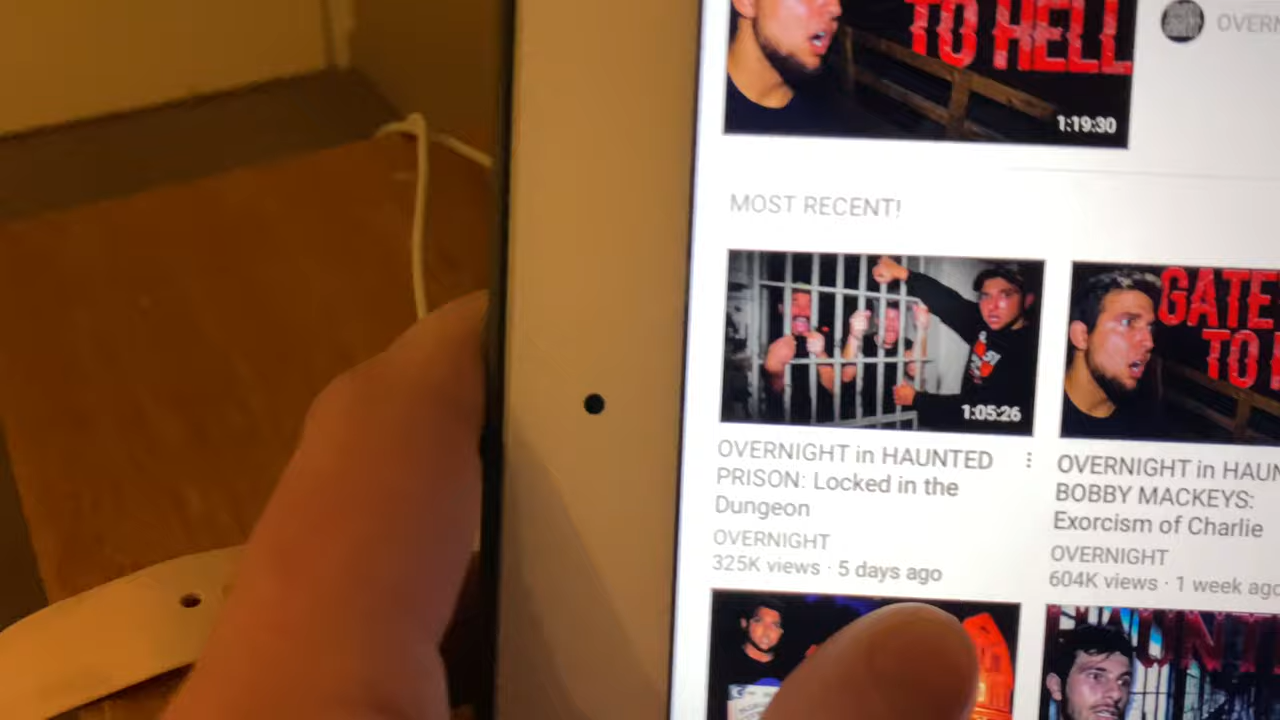 TO HELL
OVERN
1:19:30
MOST RECENT!
1:05:26
GATE
TO
OVERNIGHT in HAUNTED
PRISON: Locked in the
Dungeon
OVERNIGHT
325K views · 5 days ago
OVERNIGHT in HAUN
BOBBY MACKEYS:
Exorcism of Charlie
OVERNIGHT
604K views · 1 week ago
HAUNT